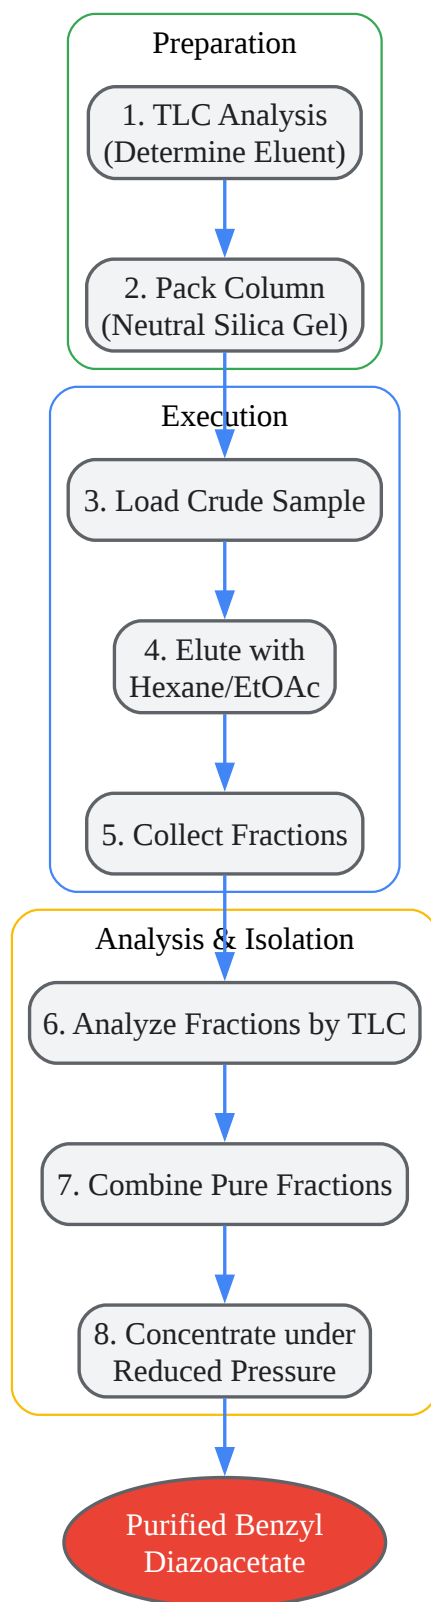 Preparation
1. TLC Analysis
(Determine Eluent)
2. Pack Column
(Neutral Silica Gel)
Execution
3. Load Crude Sample
4. Elute with
Hexane/EtOAc
5. Collect Fractions
Analysis & Isolation
6. Analyze Fractions by TLC
7. Combine Pure Fractions
8. Concentrate under
Reduced Pressure
Purified Benzyl
Diazoacetate